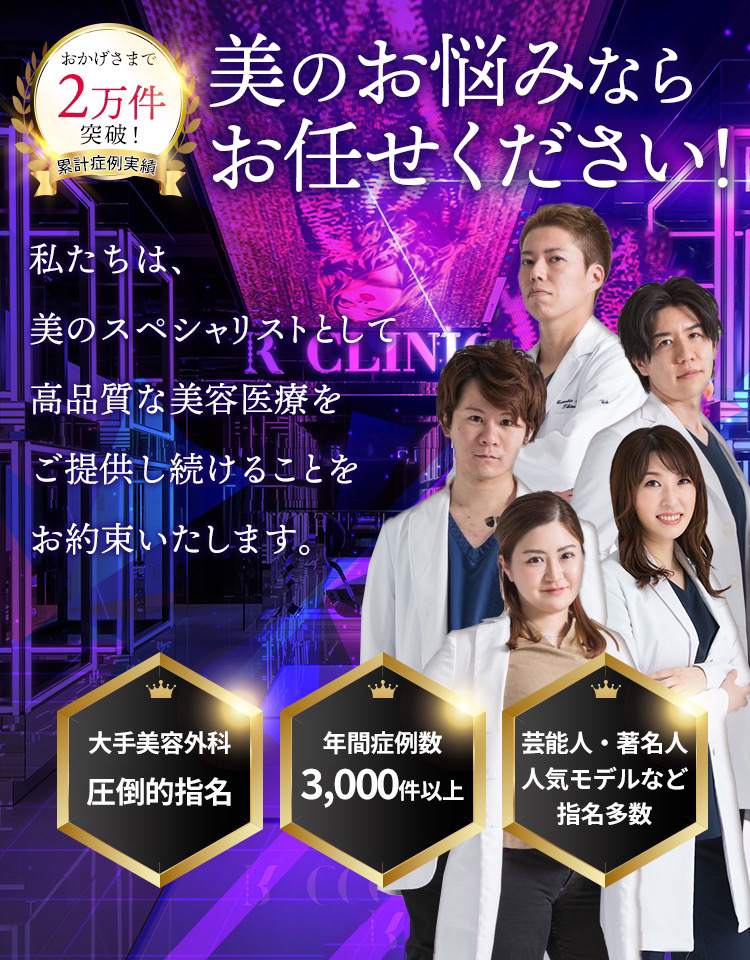 おかげさまで
2万件
突破！
累計症例実績
美のお悩みなら
お任せください！
私たちは、
美のスペシャリストとして
高品質な美容医療を
ご提供し続けることを
お約束いたします。
R CLINIC
大手美容外科
圧倒的指名
年間症例数
3,000件以上
芸能人・著名人
人気モデルなど
指名多数